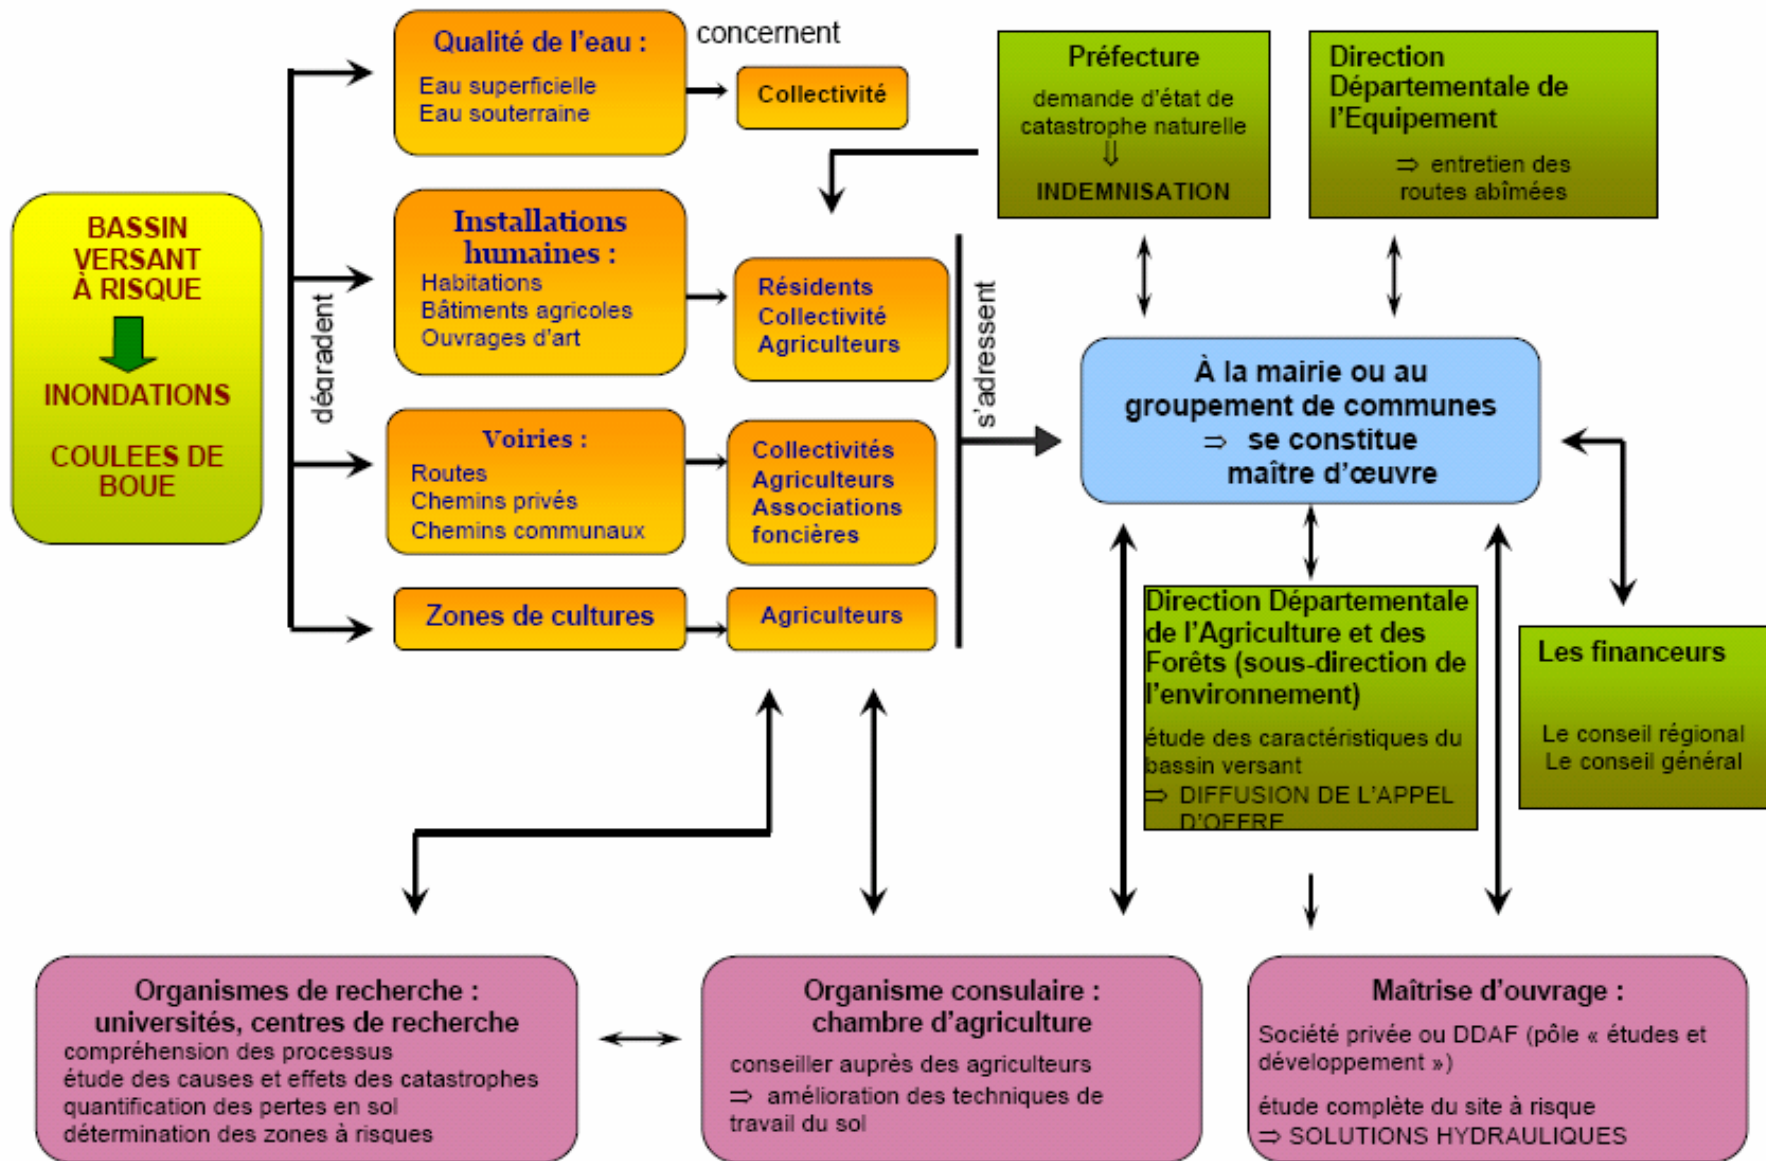 BASSIN
VERSANT
À RISQUE
INONDATIONS
COULEES DE
BOUE
dégradent
Qualité de l'eau :
Eau superficielle
Eau souterraine
concernent
Collectivité
Installations
humaines :
Habitations
Bâtiments agricoles
Ouvrages d'art
Résidents
Collectivité
Agriculteurs
Voiries :
Routes
Chemins privés
Chemins communaux
Collectivités
Agriculteurs
Associations
foncières
Zones de cultures
Agriculteurs
s'adressent
Préfecture
demande d'état de
catastrophe naturelle
⇓
INDEMNISATION
Direction
Départementale de
l'Equipement
⇒ entretien des
routes abîmées
À la mairie ou au
groupement de communes
⇒ se constitue
maître d'œuvre
Direction Départementale
de l'Agriculture et des
Forêts (sous-direction de
l'environnement)
étude des caractéristiques du
bassin versant
⇒ DIFFUSION DE L'APPEL
D'OFFRE
Les financeurs
Le conseil régional
Le conseil général
Organismes de recherche :
universités, centres de recherche
compréhension des processus
étude des causes et effets des catastrophes
quantification des pertes en sol
détermination des zones à risques
Organisme consulaire :
chambre d'agriculture
conseiller auprès des agriculteurs
⇒ amélioration des techniques de
travail du sol
Maîtrise d'ouvrage :
Société privée ou DDAF (pôle « études et
développement »)
étude complète du site à risque
⇒ SOLUTIONS HYDRAULIQUES